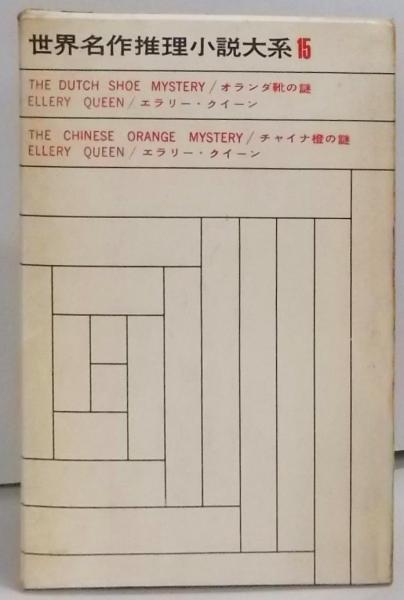 世界名作推理小説大系15
THE DUTCH SHOE MYSTERY/オランダ靴の謎
ELLERY QUEEN/エラリー・クイーン
THE CHINESE ORANGE MYSTERY/チャイナ橙の謎
ELLERY QUEEN/エラリー・クイーン